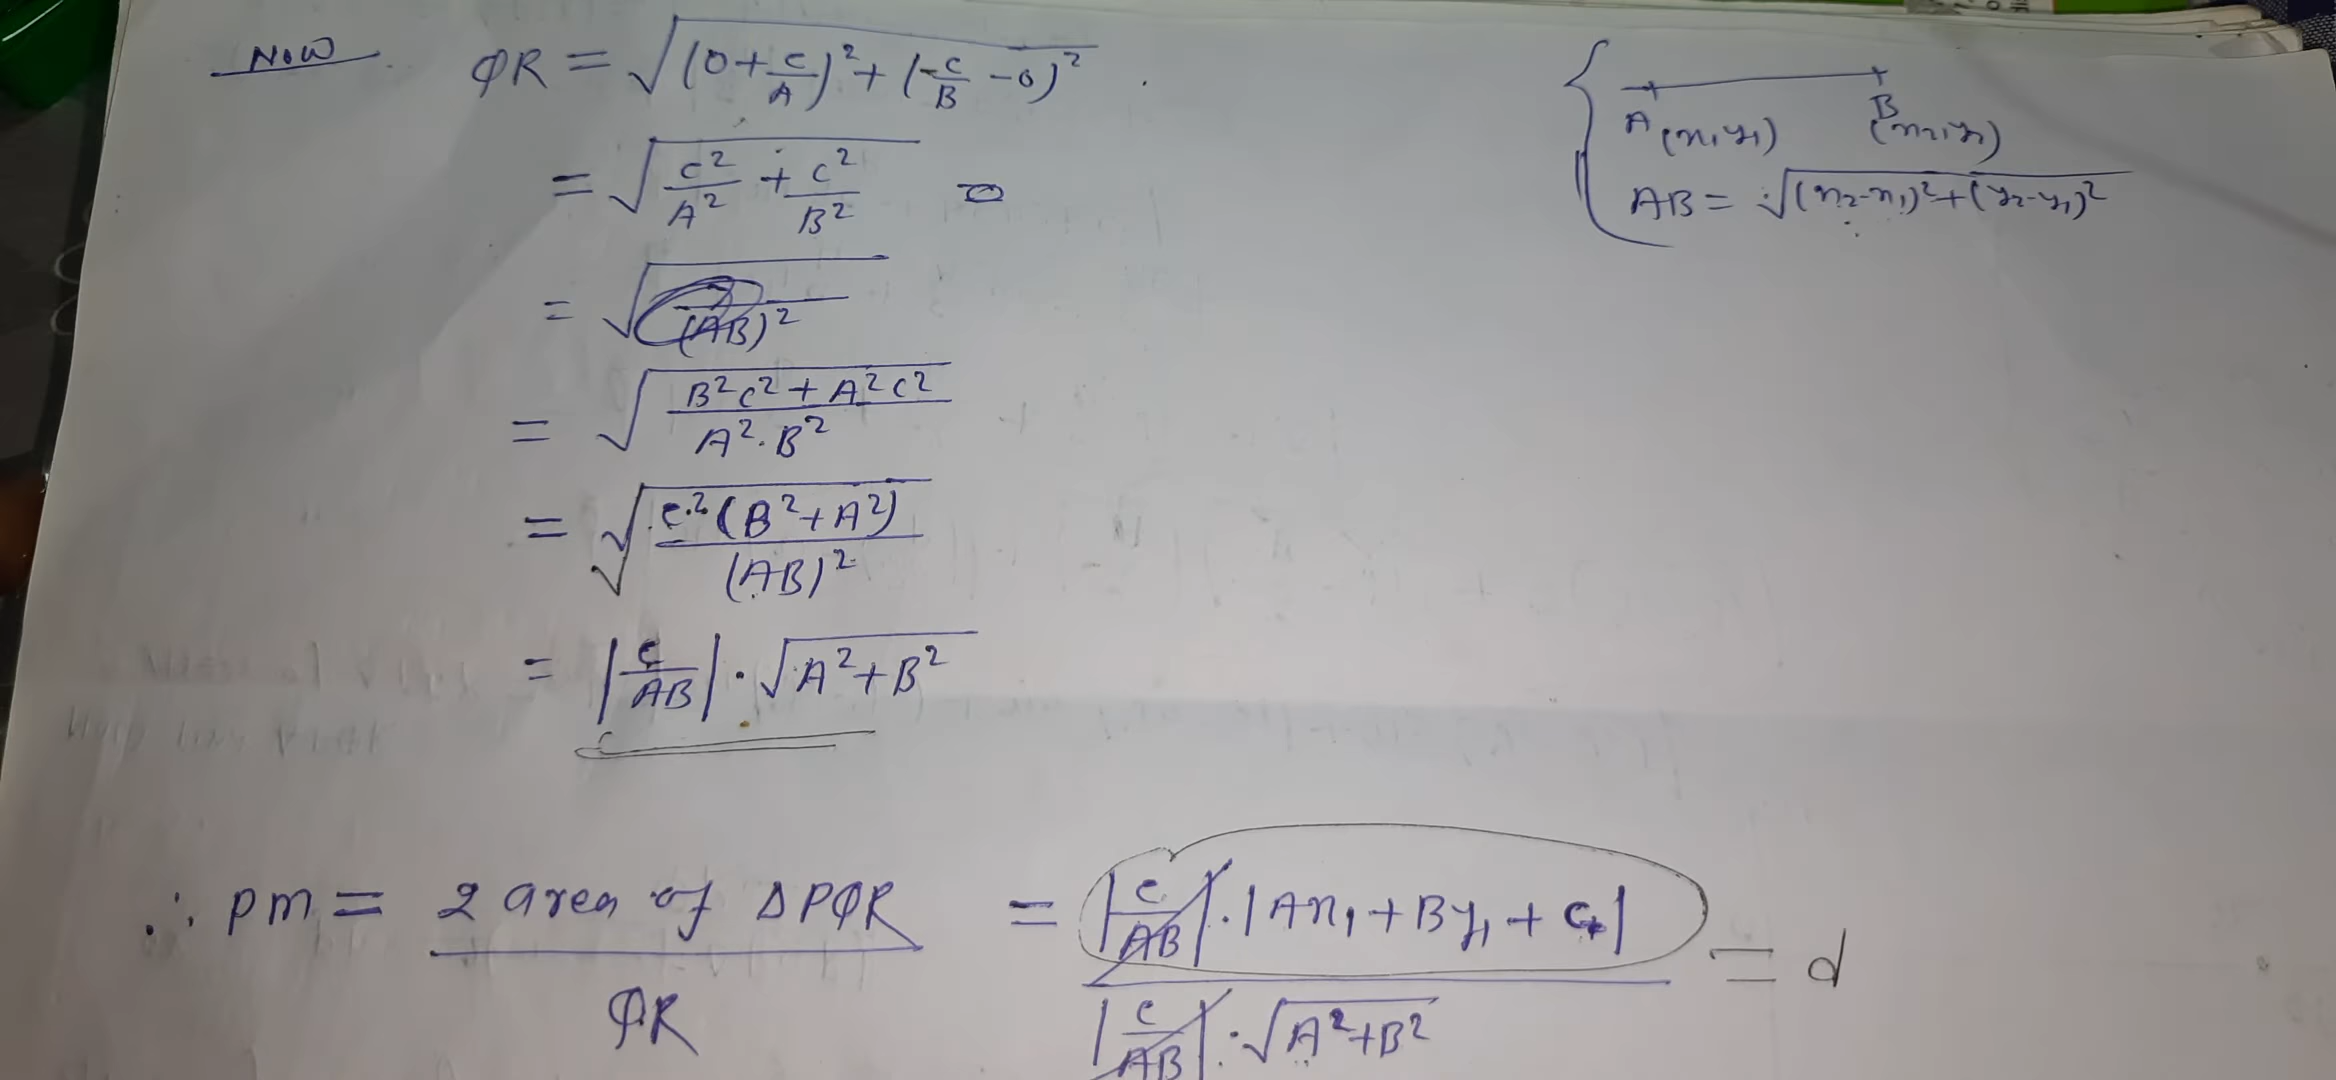 Now QR = √(0 + C/A)² + (-C/B - 0)²
= √C²/A² + C²/B²
= √ /(AB)²
= √(B²C² + A²C²)/(A².B²)
= √C²(B² + A²)/(AB)²
= |C/AB| · √A² + B²
A(x₁, y₁) B(x₂, y₂)
AB = √(x₂-x₁)² + (y₂-y₁)²
∴ PM = 2 area of ΔPQR / QR = |C/AB| · |Ax₁ + By₁ + C| / |C/AB| · √A² + B² = d